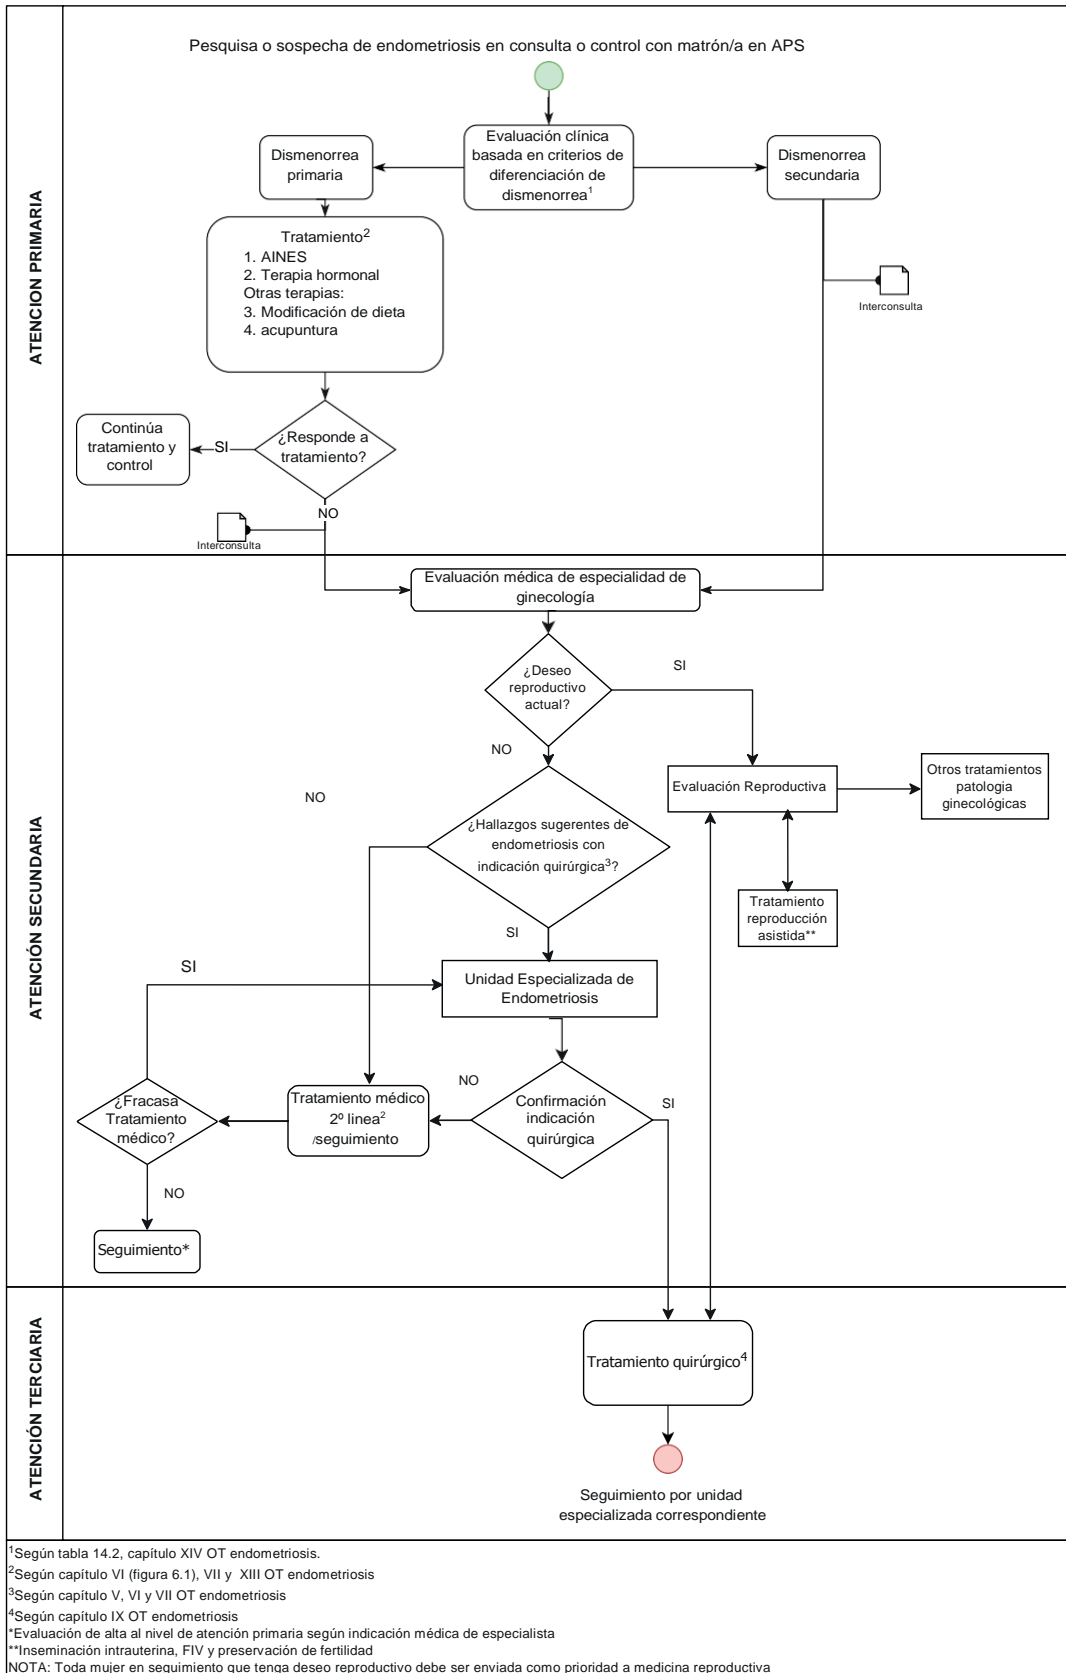 Pesquisa o sospecha de endometriosis en consulta o control con matrón/a en APS
ATENCION PRIMARIA
Evaluación clínica
basada en criterios de
diferenciación de
dismenorrea¹
Dismenorrea
primaria
Dismenorrea
secundaria
Tratamiento²
1. AINES
2. Terapia hormonal
Otras terapias:
3. Modificación de dieta
4. acupuntura
Interconsulta
¿Responde a
tratamiento?
SI
Continúa
tratamiento y
control
NO
Interconsulta
ATENCIÓN SECUNDARIA
Evaluación médica de especialidad de
ginecología
¿Deseo
reproductivo
actual?
SI
NO
Evaluación Reproductiva
Otros tratamientos
patologia
ginecológicas
Tratamiento
reproducción
asistida**
NO
¿Hallazgos sugerentes de
endometriosis con
indicación quirúrgica³?
SI
SI
Unidad Especializada de
Endometriosis
Confirmación
indicación
quirúrgica
NO
SI
Tratamiento médico
2º linea²
/seguimiento
¿Fracasa
Tratamiento
médico?
NO
Seguimiento*
ATENCIÓN TERCIARIA
Tratamiento quirúrgico⁴
Seguimiento por unidad
especializada correspondiente
¹Según tabla 14.2, capítulo XIV OT endometriosis.
²Según capítulo VI (figura 6.1), VII y XIII OT endometriosis
³Según capítulo V, VI y VII OT endometriosis
⁴Según capítulo IX OT endometriosis
*Evaluación de alta al nivel de atención primaria según indicación médica de especialista
**Inseminación intrauterina, FIV y preservación de fertilidad
NOTA: Toda mujer en seguimiento que tenga deseo reproductivo debe ser enviada como prioridad a medicina reproductiva